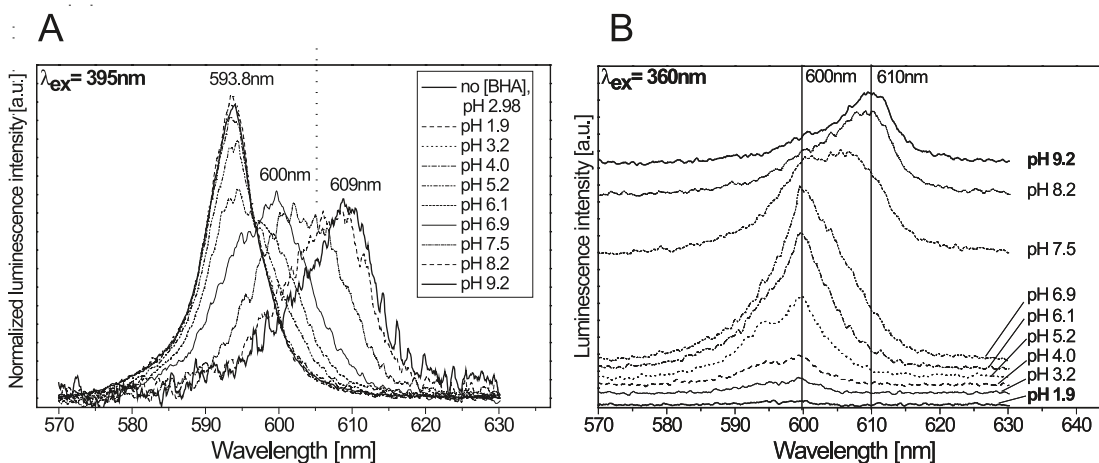 A
λex= 395nm
593.8nm
600nm
609nm
no [BHA],
pH 2.98
pH 1.9
pH 3.2
pH 4.0
pH 5.2
pH 6.1
pH 6.9
pH 7.5
pH 8.2
pH 9.2
Normalized luminescence intensity [a.u.]
570 580 590 600 610 620 630
Wavelength [nm]
B
λex= 360nm
600nm
610nm
pH 9.2
pH 8.2
pH 7.5
pH 6.9
pH 6.1
pH 5.2
pH 4.0
pH 3.2
pH 1.9
Luminescence intensity [a.u.]
570 580 590 600 610 620 630 640
Wavelength [nm]